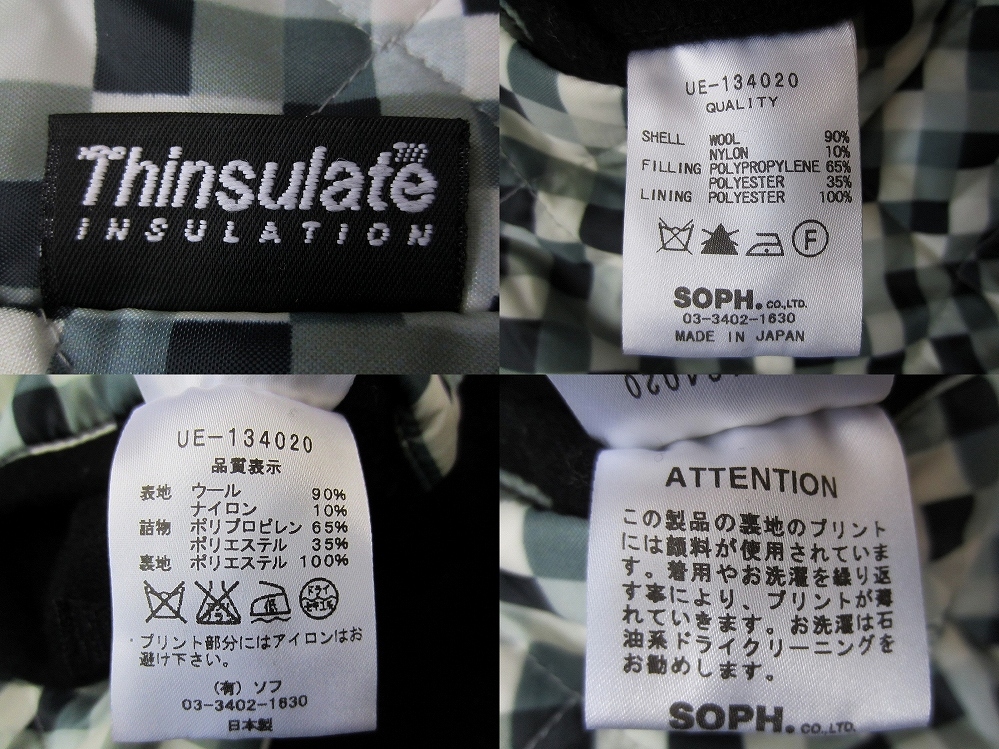 Thinsulate
INSULATION
UE-134020
QUALITY
SHELL WOOL 90%
NYLON 10%
FILLING POLYPROPYLENE 65%
POLYESTER 35%
LINING POLYESTER 100%
F
SOPH. CO.,LTD.
03-3402-1630
MADE IN JAPAN
UE-134020
品質表示
表地 ウール 90%
ナイロン 10%
詰物 ポリプロピレン 65%
ポリエステル 35%
裏地 ポリエステル 100%
低 ドライ
セキユ系
プリント部分にはアイロンはお
避け下さい。
(有)ソフ
03-3402-1630
日本製
ATTENTION
この製品の裏地のプリント
には顔料が使用されていま
す。着用やお洗濯を繰り返
す事により、プリントが薄
れていきます。お洗濯は石
油系ドライクリーニングを
お勧めします。
SOPH. CO.,LTD.